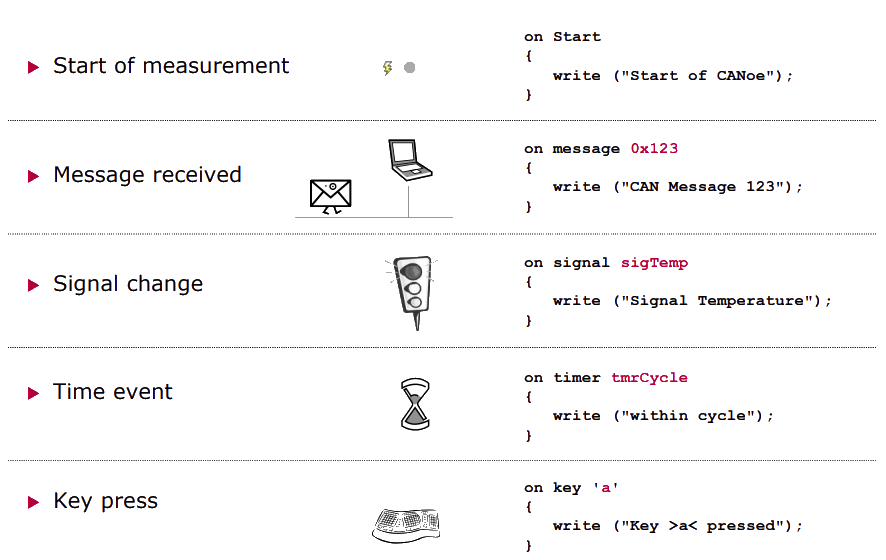 Start of measurement
on Start
{
write ("Start of CANoe");
}
Message received
on message 0x123
{
write ("CAN Message 123");
}
Signal change
on signal sigTemp
{
write ("Signal Temperature");
}
Time event
on timer tmrCycle
{
write ("within cycle");
}
Key press
on key 'a'
{
write ("Key >a< pressed");
}